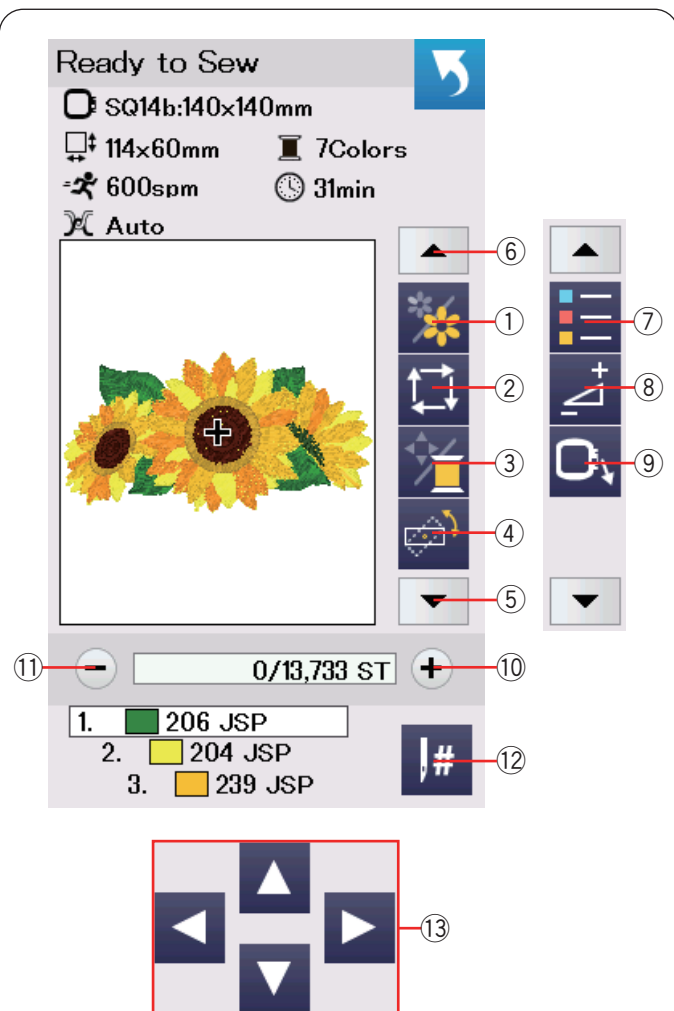 Ready to Sew
SQ14b:140x140mm
114x60mm 7Colors
600spm 31min
Auto
⑥
① ⑦
② ⑧
③ ⑨
④
⑤
⑪ − 0/13,733 ST + ⑩
1. 206 JSP
2. 204 JSP
# ⑫
3. 239 JSP
⑬